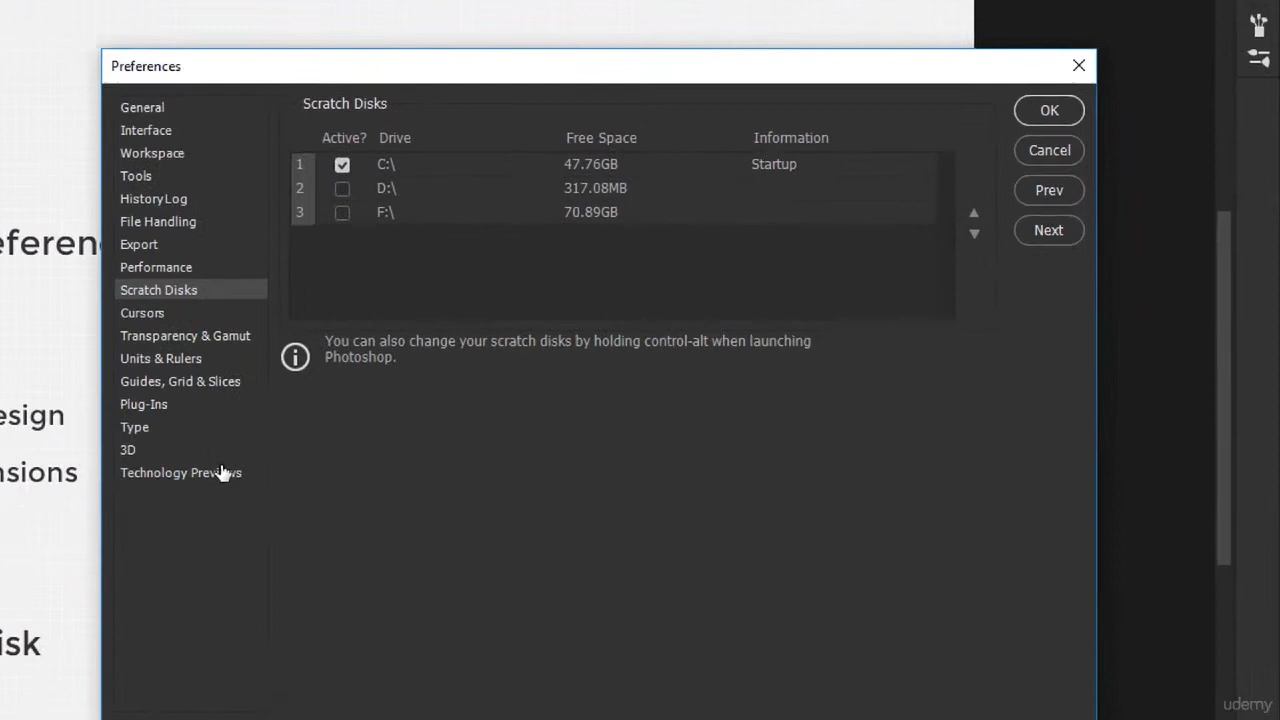 Preferences
General
Interface
Workspace
Tools
History Log
File Handling
Export
Performance
Scratch Disks
Cursors
Transparency & Gamut
Units & Rulers
Guides, Grid & Slices
Plug-Ins
Type
3D
Technology Previews
Scratch Disks
Active? Drive Free Space Information
1 C:\ 47.76GB Startup
2 D:\ 317.08MB
3 F:\ 70.89GB
You can also change your scratch disks by holding control-alt when launching
Photoshop.
OK
Cancel
Prev
Next
eferen
esign
nsions
isk
udemy